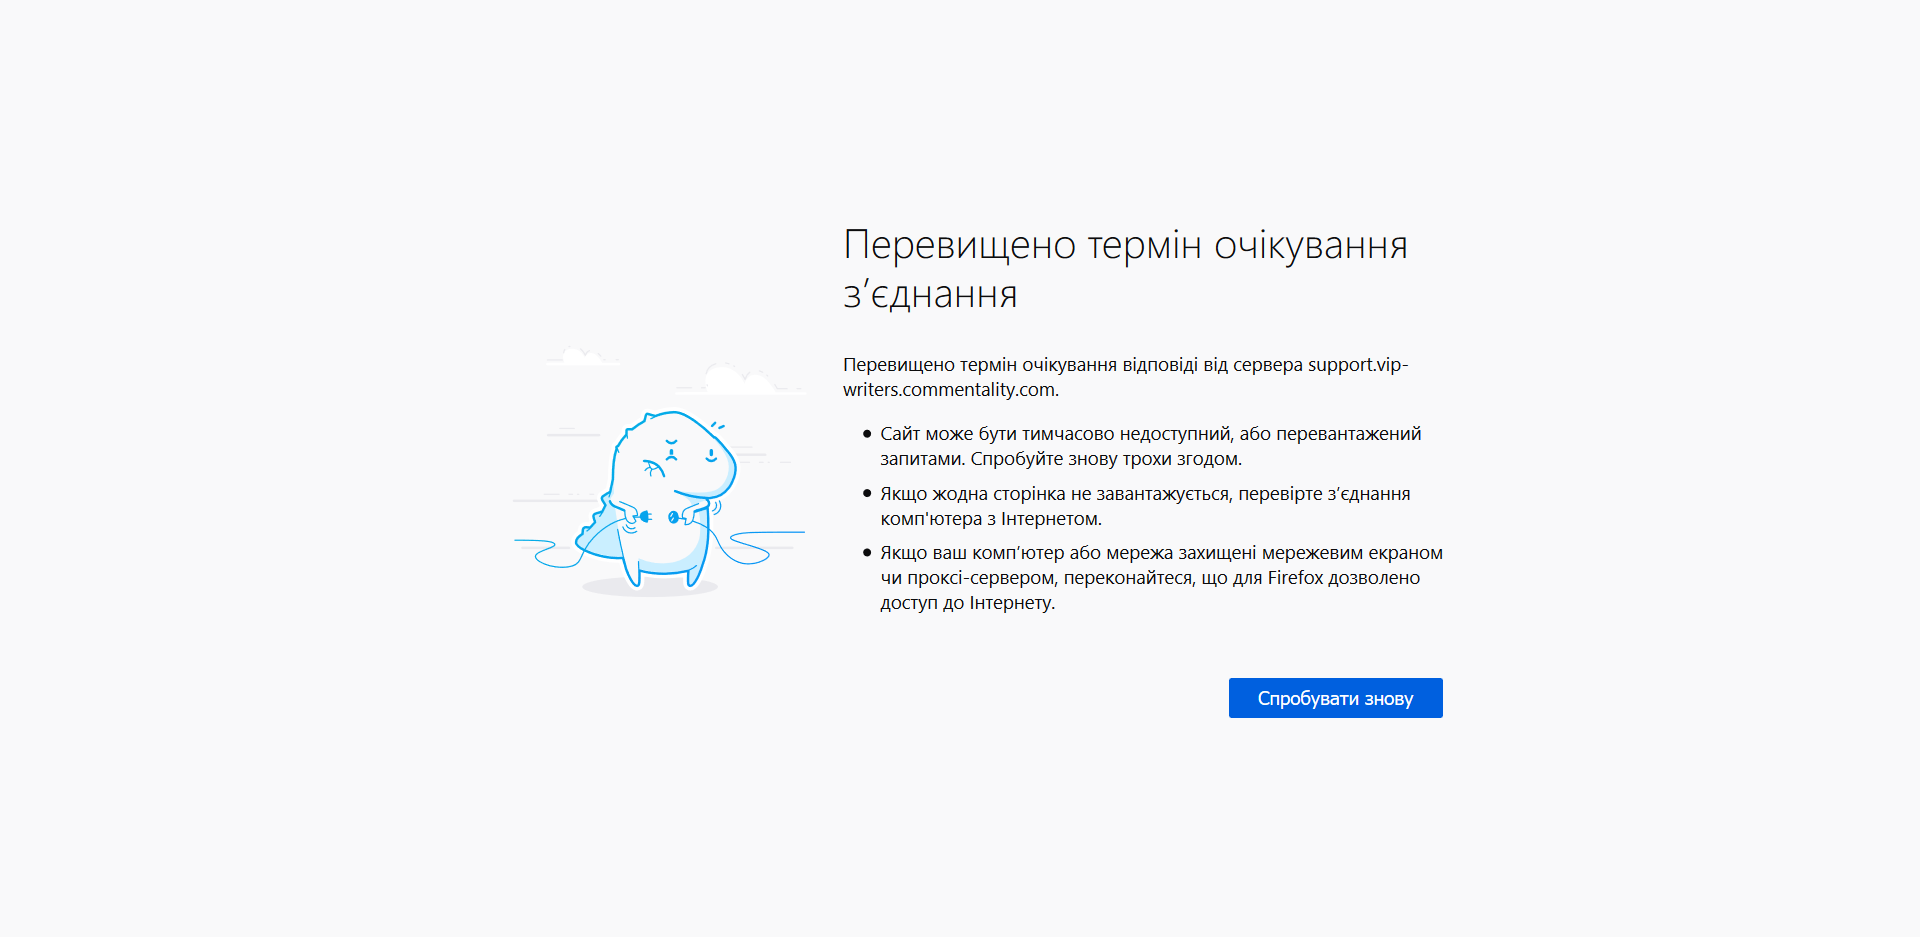 Перевищено термін очікування
з’єднання
Перевищено термін очікування відповіді від сервера support.vip-
writers.commentality.com.
• Сайт може бути тимчасово недоступний, або перевантажений
запитами. Спробуйте знову трохи згодом.
• Якщо жодна сторінка не завантажується, перевірте з’єднання
комп'ютера з Інтернетом.
• Якщо ваш комп’ютер або мережа захищені мережевим екраном
чи проксі-сервером, переконайтеся, що для Firefox дозволено
доступ до Інтернету.
Спробувати знову